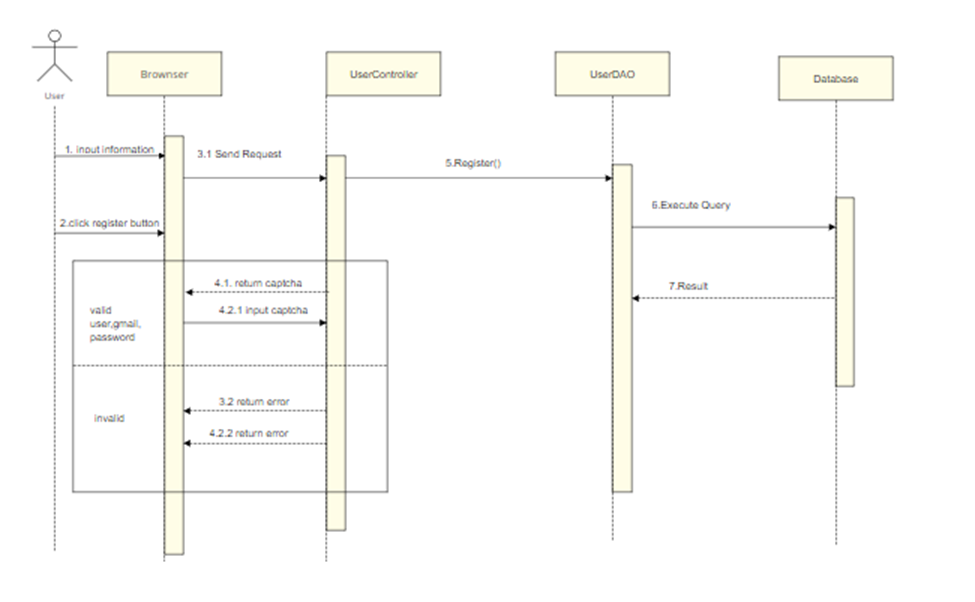 User
Brownser
UserController
UserDAO
Database
1. input information
3.1 Send Request
5.Register()
6.Execute Query
2.click register button
4.1. return captcha
7.Result
4.2.1 input captcha
valid
user,gmail,
password
3.2 return error
invalid
4.2.2 return error